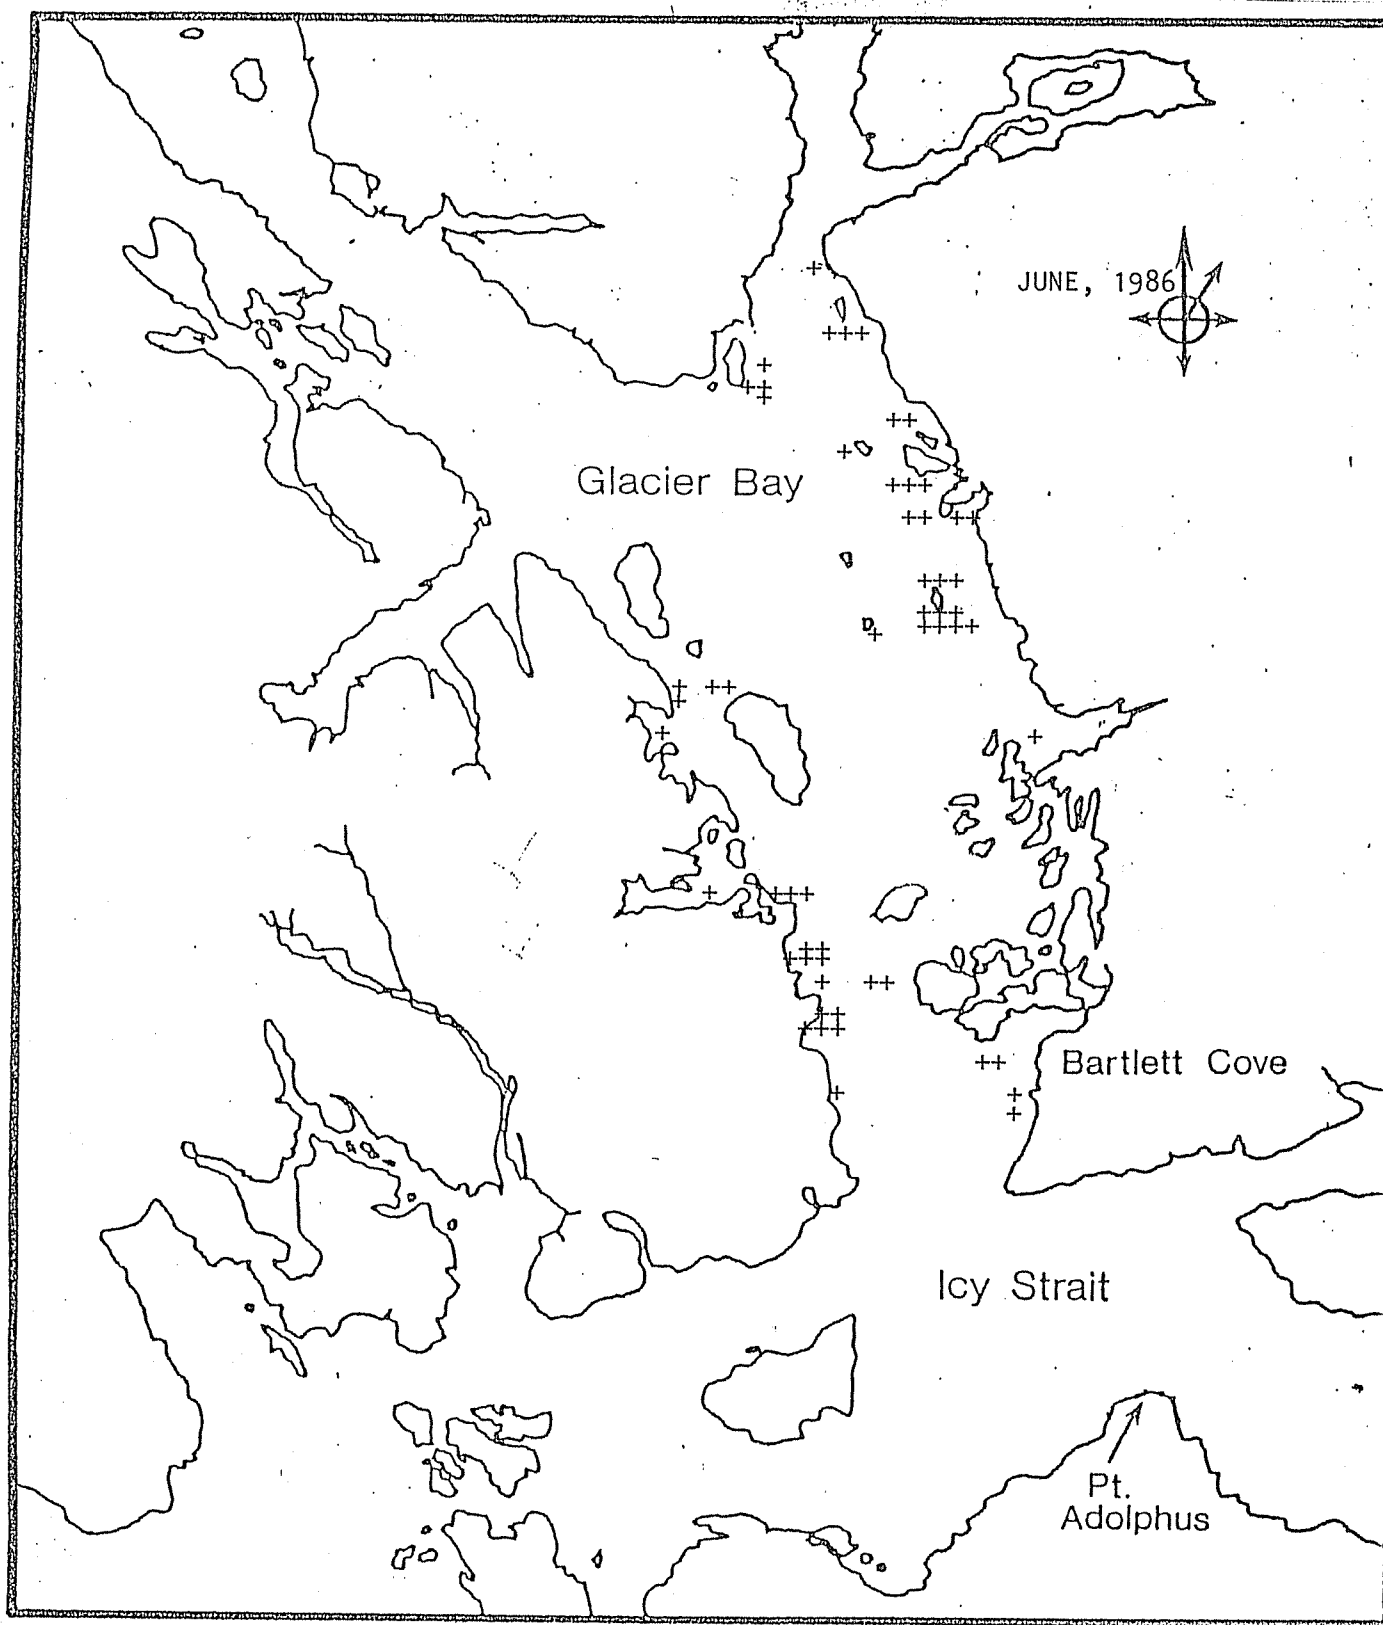 JUNE, 1986
Glacier Bay
Bartlett Cove
Icy Strait
Pt.
Adolphus